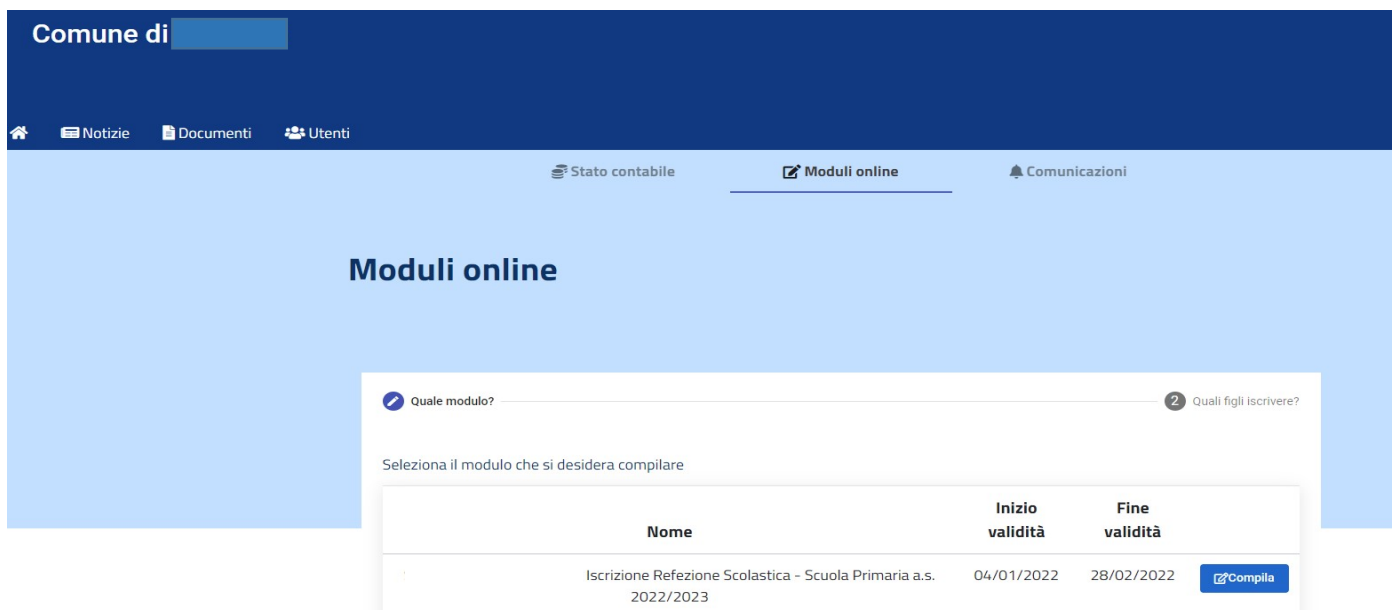 Comune di
Notizie Documenti Utenti
Stato contabile Moduli online Comunicazioni
Moduli online
Quale modulo? 2 Quali figli iscrivere?
Seleziona il modulo che si desidera compilare
Nome Inizio validità Fine validità
Iscrizione Refezione Scolastica - Scuola Primaria a.s. 04/01/2022 28/02/2022 Compila
2022/2023